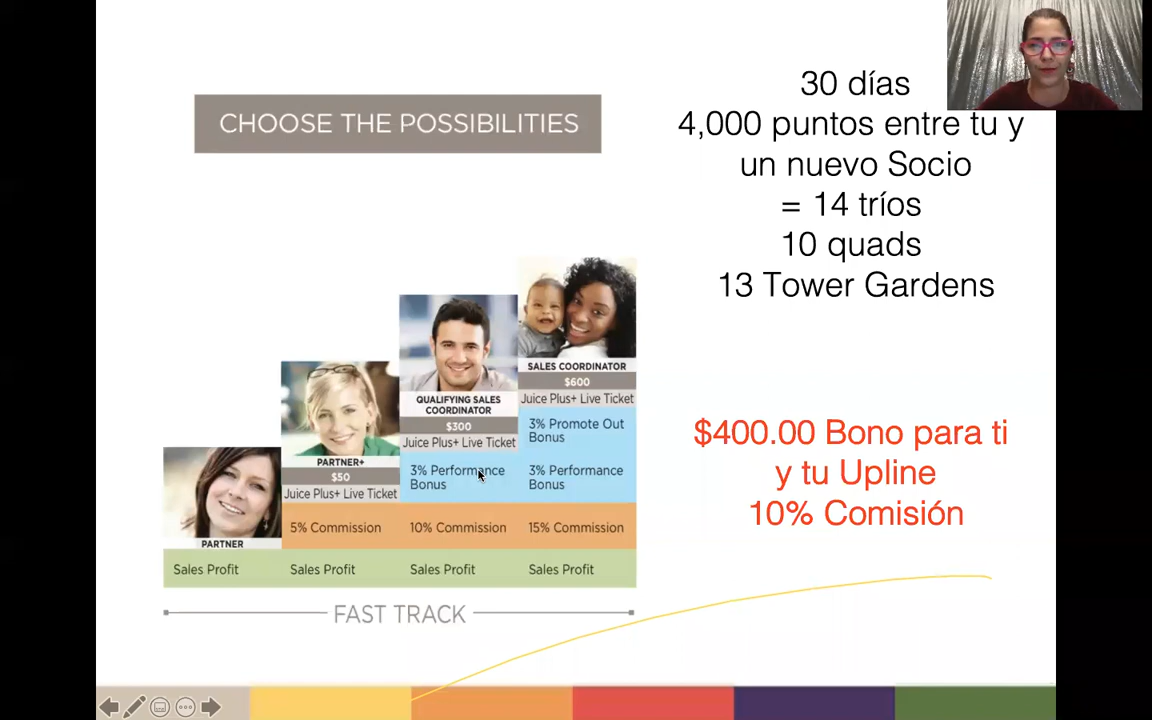 CHOOSE THE POSSIBILITIES
30 días
4,000 puntos entre tu y
un nuevo Socio
= 14 tríos
10 quads
13 Tower Gardens
$400.00 Bono para ti
y tu Upline
10% Comisión
PARTNER
Sales Profit
PARTNER+
$50
Juice Plus+ Live Ticket
5% Commission
Sales Profit
QUALIFYING SALES
COORDINATOR
$300
Juice Plus+ Live Ticket
3% Performance
Bonus
10% Commission
Sales Profit
SALES COORDINATOR
$600
Juice Plus+ Live Ticket
3% Promote Out
Bonus
3% Performance
Bonus
15% Commission
Sales Profit
FAST TRACK